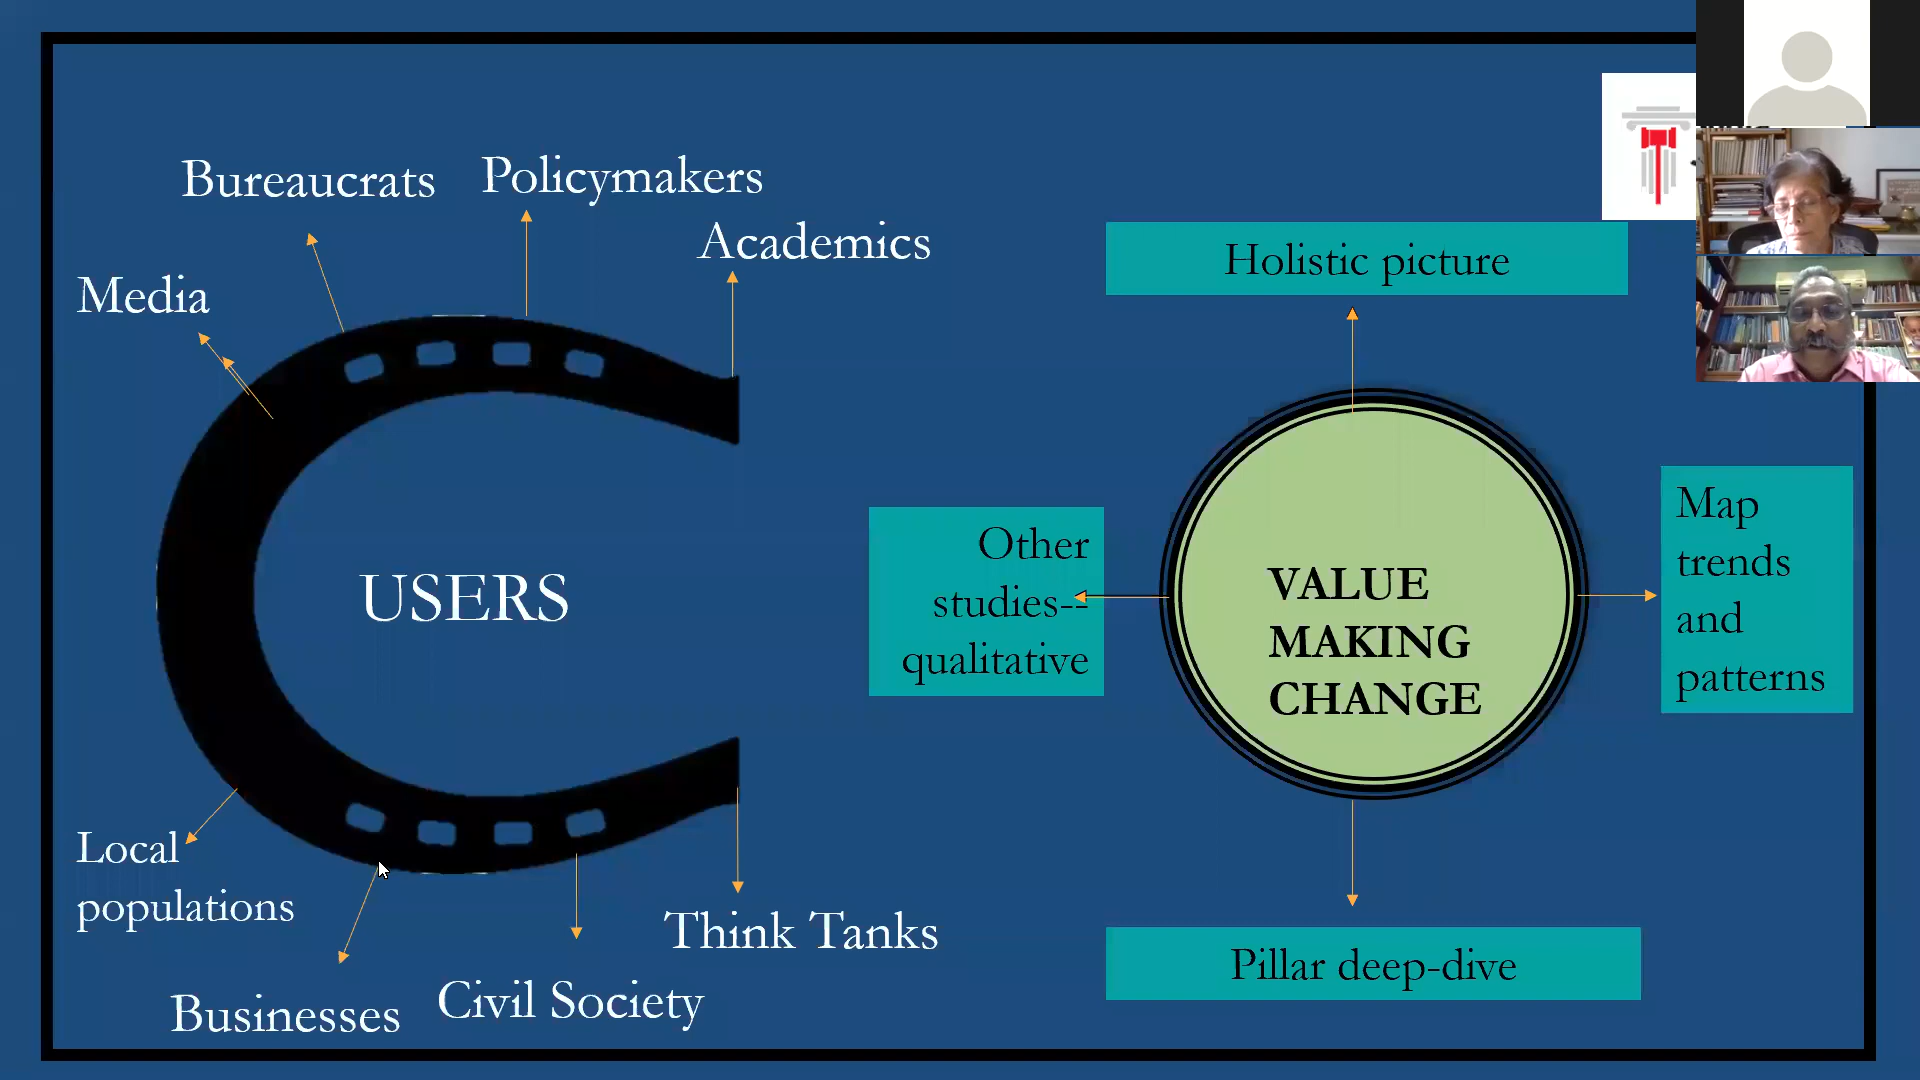 Bureaucrats
Policymakers
Academics
Media
USERS
Local
populations
Businesses
Civil Society
Think Tanks
Holistic picture
Other
studies--
qualitative
VALUE
MAKING
CHANGE
Map
trends
and
patterns
Pillar deep-dive